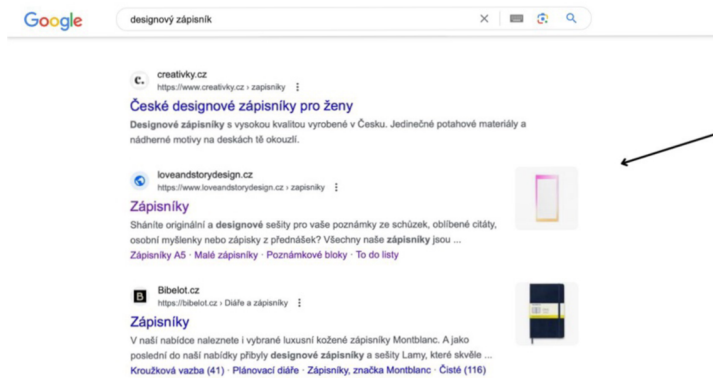 Google
designový zápisník
c.
creativky.cz
https://www.creativky.cz › zapisniky
České designové zápisníky pro ženy
Designové zápisníky s vysokou kvalitou vyrobené v Česku. Jedinečné potahové materiály a
nádherné motivy na deskách tě okouzlí.
loveandstorydesign.cz
https://www.loveandstorydesign.cz › zapisniky
Zápisníky
Sháníte originální a designové sešity pro vaše poznámky ze schůzek, oblíbené citáty,
osobní myšlenky nebo zápisky z přednášek? Všechny naše zápisníky jsou ...
Zápisníky A5 · Malé zápisníky · Poznámkové bloky · To do listy
B
Bibelot.cz
https://bibelot.cz › Diáře a zápisníky
Zápisníky
V naší nabídce naleznete i vybrané luxusní kožené zápisníky Montblanc. A jako
poslední do naší nabídky přibyly designové zápisníky a sešity Lamy, které skvěle ...
Kroužková vazba (41) · Plánovací diáře · Zápisníky, značka Montblanc · Čisté (116)